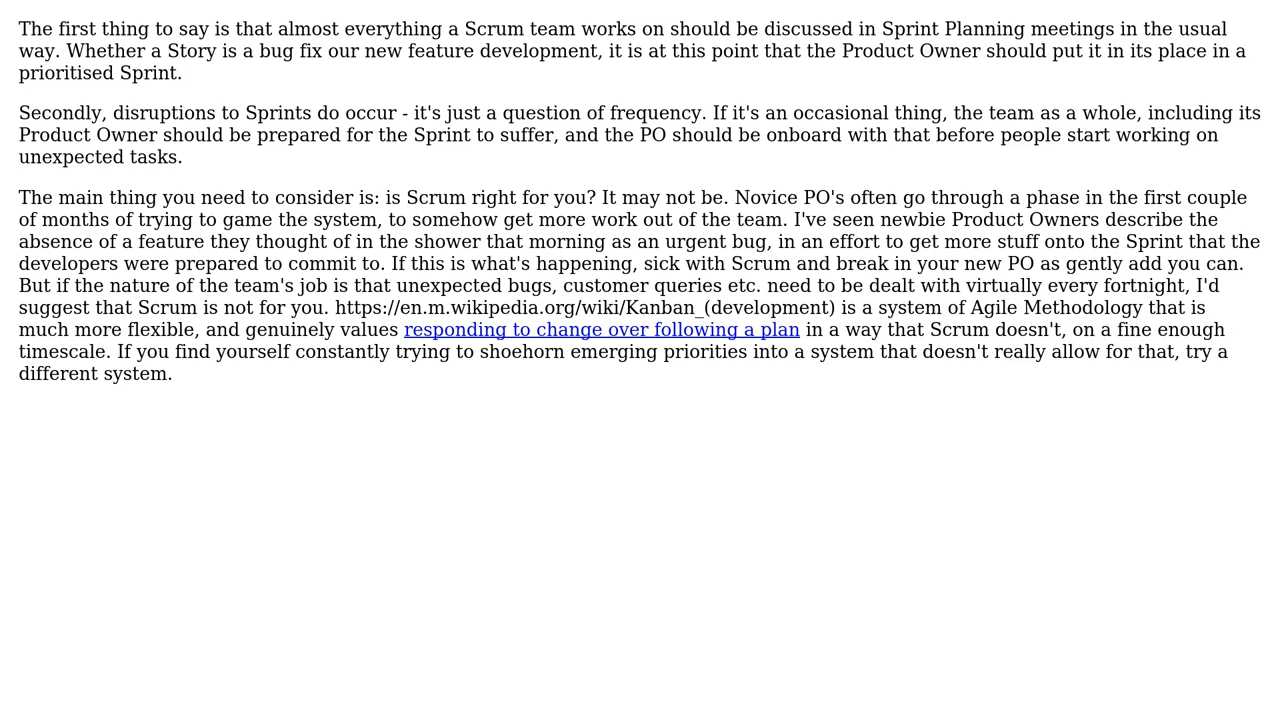 The first thing to say is that almost everything a Scrum team works on should be discussed in Sprint Planning meetings in the usual
way. Whether a Story is a bug fix our new feature development, it is at this point that the Product Owner should put it in its place in a
prioritised Sprint.
Secondly, disruptions to Sprints do occur - it's just a question of frequency. If it's an occasional thing, the team as a whole, including its
Product Owner should be prepared for the Sprint to suffer, and the PO should be onboard with that before people start working on
unexpected tasks.
The main thing you need to consider is: is Scrum right for you? It may not be. Novice PO's often go through a phase in the first couple
of months of trying to game the system, to somehow get more work out of the team. I've seen newbie Product Owners describe the
absence of a feature they thought of in the shower that morning as an urgent bug, in an effort to get more stuff onto the Sprint that the
developers were prepared to commit to. If this is what's happening, sick with Scrum and break in your new PO as gently add you can.
But if the nature of the team's job is that unexpected bugs, customer queries etc. need to be dealt with virtually every fortnight, I'd
suggest that Scrum is not for you. https://en.m.wikipedia.org/wiki/Kanban_(development) is a system of Agile Methodology that is
much more flexible, and genuinely values responding to change over following a plan in a way that Scrum doesn't, on a fine enough
timescale. If you find yourself constantly trying to shoehorn emerging priorities into a system that doesn't really allow for that, try a
different system.